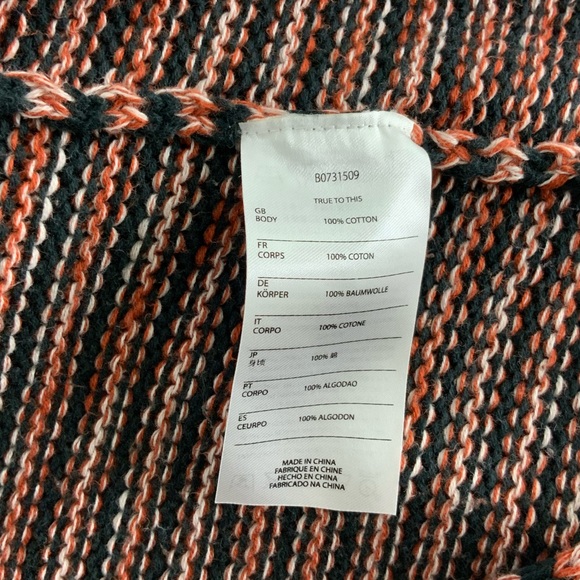 B0731509
TRUE TO THIS
GB
BODY 100% COTTON
FR
CORPS 100% COTON
DE
KÖRPER 100% BAUMWOLLE
IT
CORPO 100% COTONE
JP
100% 綿
PT
CORPO 100% ALGODAO
ES
CEURPO 100% ALGODON
MADE IN CHINA
FABRIQUE EN CHINE
HECHO EN CHINA
FABRICADO NA CHINA